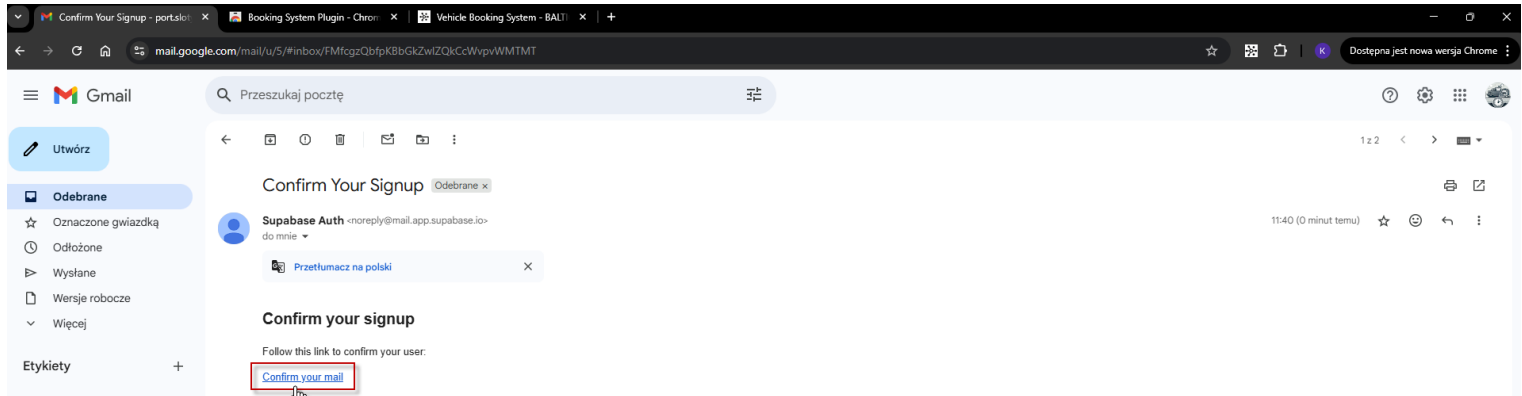 Confirm Your Signup - port.slot
Booking System Plugin - Chrom
Vehicle Booking System - BALTI
mail.google.com/mail/u/5/#inbox/FMfcgzQbfpKBbGkZwlZQkCcWvpvWMTMT
K
Dostępna jest nowa wersja Chrome
Gmail
Przeszukaj pocztę
Utwórz
1 z 2
Odebrane
Oznaczone gwiazdką
Odłożone
Wysłane
Wersje robocze
Więcej
Etykiety
Confirm Your Signup Odebrane x
Supabase Auth <noreply@mail.app.supabase.io>
11:40 (0 minut temu)
do mnie
Przetłumacz na polski
Confirm your signup
Follow this link to confirm your user:
Confirm your mail